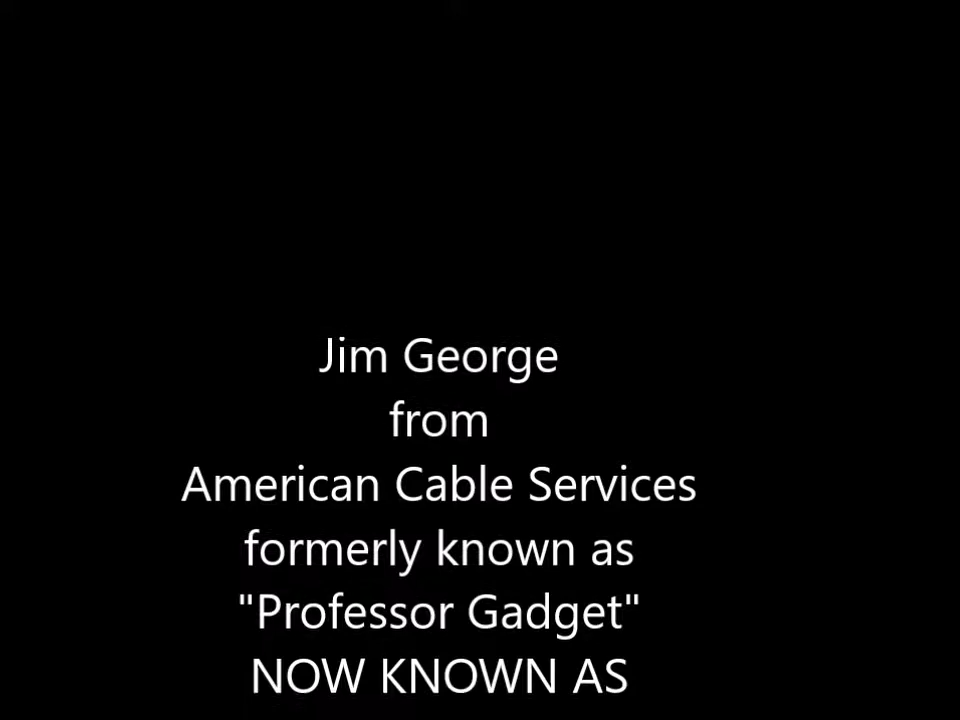 Jim George
from
American Cable Services
formerly known as
"Professor Gadget"
NOW KNOWN AS